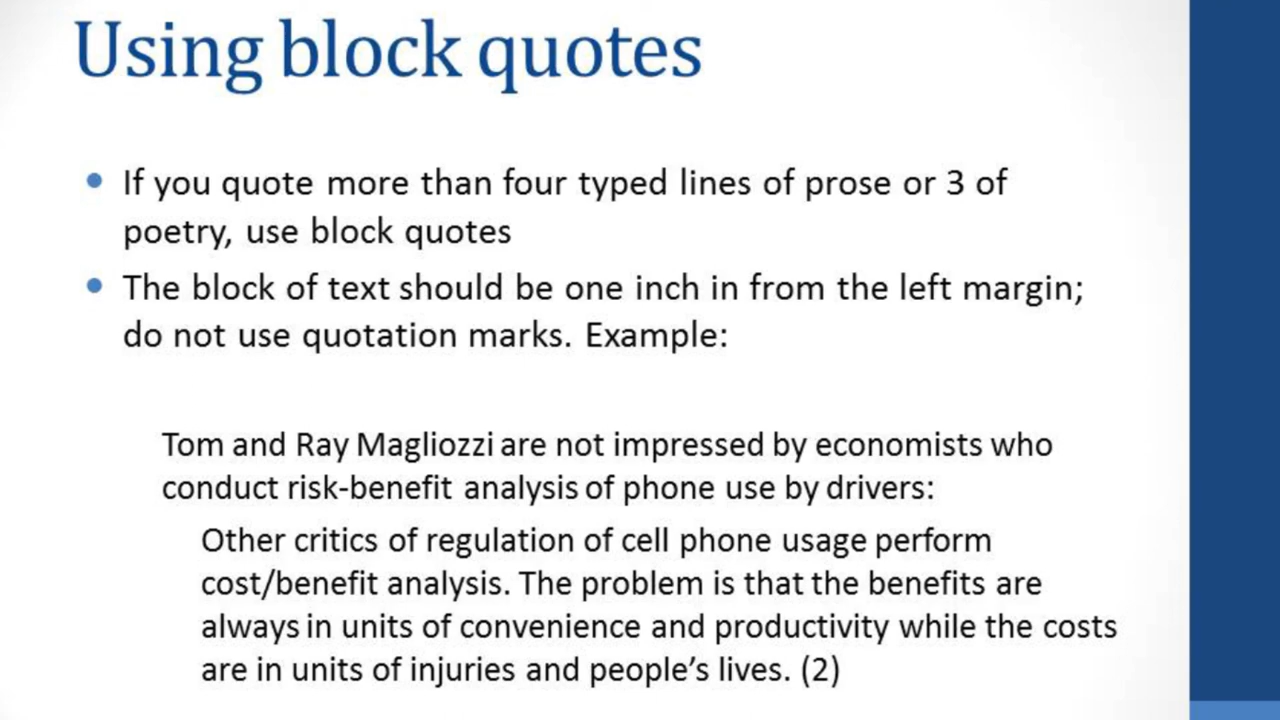 Using block quotes
If you quote more than four typed lines of prose or 3 of
poetry, use block quotes
The block of text should be one inch in from the left margin;
do not use quotation marks. Example:
Tom and Ray Magliozzi are not impressed by economists who
conduct risk-benefit analysis of phone use by drivers:
Other critics of regulation of cell phone usage perform
cost/benefit analysis. The problem is that the benefits are
always in units of convenience and productivity while the costs
are in units of injuries and people’s lives. (2)